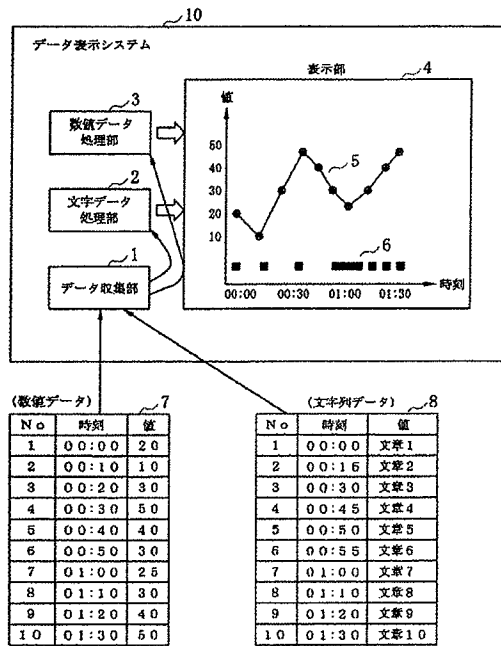 10
データ表示システム
表示部 4
3
数値データ
処理部
2
文字データ
処理部
1
データ収集部
値
50
40
30
20
10
5
6
00:00 00:30 01:00 01:30
時刻
(数値データ) 7
No 時刻 値
1 00:00 20
2 00:10 10
3 00:20 30
4 00:30 50
5 00:40 40
6 00:50 30
7 01:00 25
8 01:10 30
9 01:20 40
10 01:30 50
(文字列データ) 8
No 時刻 値
1 00:00 文章1
2 00:16 文章2
3 00:30 文章3
4 00:45 文章4
5 00:50 文章5
6 00:55 文章6
7 01:00 文章7
8 01:10 文章8
9 01:20 文章9
10 01:30 文章10